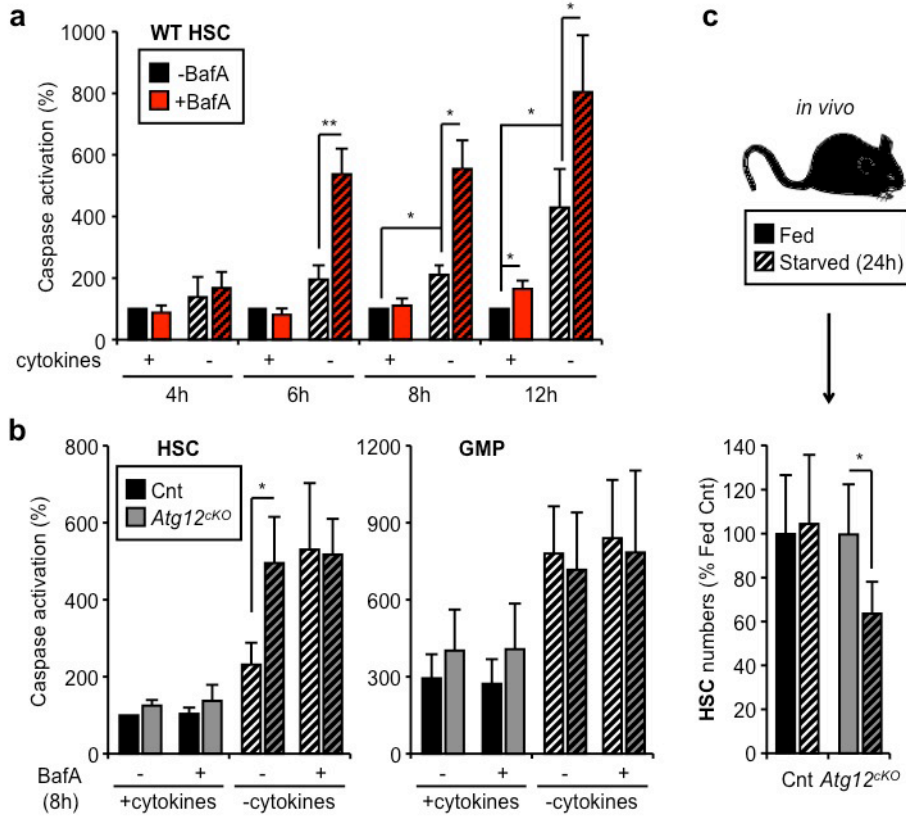 a
WT HSC
-BafA
+BafA
Caspase activation (%)
1000
800
600
400
200
0
**
*
*
*
*
*
*
cytokines + - + - + - + -
4h 6h 8h 12h
b
HSC
Cnt
Atg12cKO
Caspase activation (%)
800
600
400
200
0
*
BafA - + - +
(8h) +cytokines -cytokines
GMP
1200
900
600
300
0
- + - +
+cytokines -cytokines
c
in vivo
Fed
Starved (24h)
HSC numbers (% Fed Cnt)
140
120
100
80
60
40
20
0
*
Cnt Atg12cKO